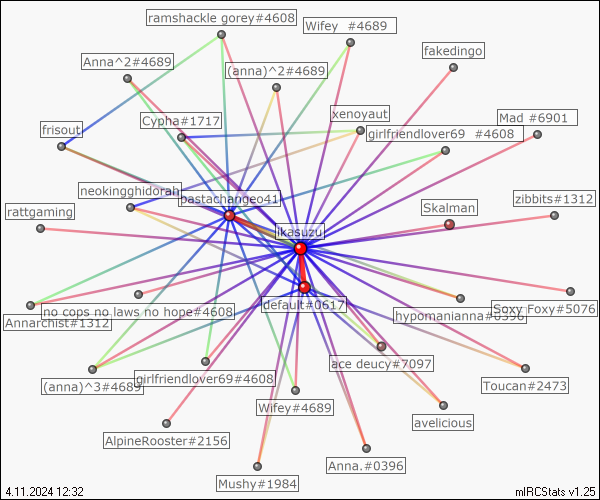 ramshackle gorey#4608
Wifey #4689
fakedingo
Anna^2#4689
(anna)^2#4689
Cypha#1717
xenoyaut
Mad #6901
frisout
girlfriendlover69 #4608
neokingghidorah
pastachangeo41
zibbits#1312
rattgaming
Skalman
ikasuzu
no cops no laws no hope#4608
default#0617
hypomanianna#0396
Soxy Foxy#5076
Annarchist#1312
ace deucy#7097
(anna)^3#4689
girlfriendlover69#4608
Toucan#2473
Wifey#4689
avelicious
AlpineRooster#2156
Anna.#0396
Mushy#1984
4.11.2024 12:32
mIRCStats v1.25